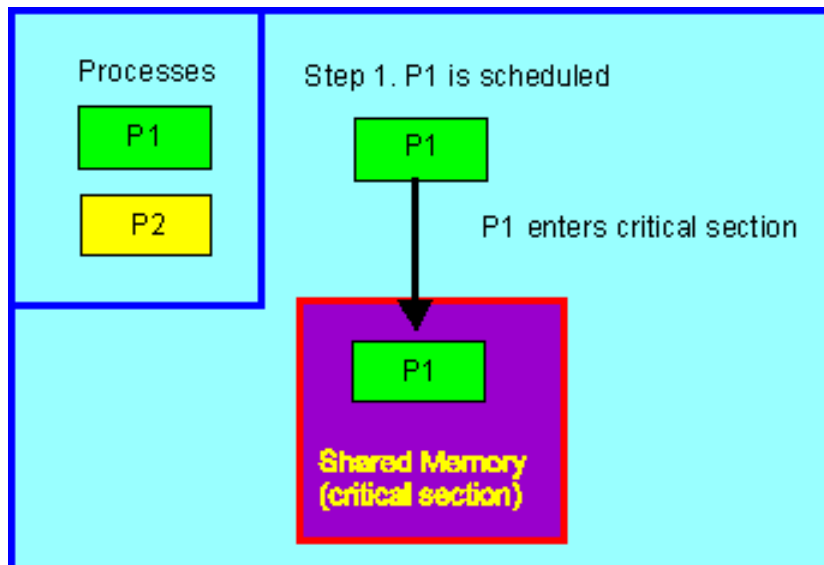 Processes
P1
P2
Step 1. P1 is scheduled
P1
P1 enters critical section
P1
Shared Memory
(critical section)